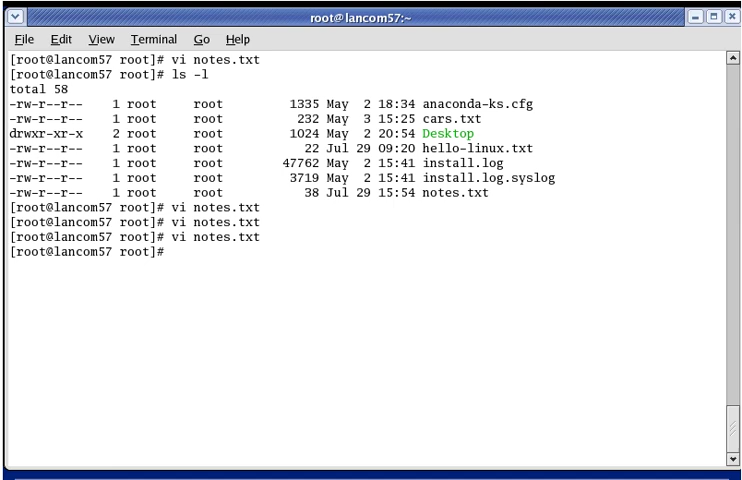 root@lancom57:~
File Edit View Terminal Go Help
[root@lancom57 root]# vi notes.txt
[root@lancom57 root]# ls -l
total 58
-rw-r--r--    1 root     root         1335 May  2 18:34 anaconda-ks.cfg
-rw-r--r--    1 root     root          232 May  3 15:25 cars.txt
drwxr-xr-x    2 root     root         1024 May  2 20:54 Desktop
-rw-r--r--    1 root     root           22 Jul 29 09:20 hello-linux.txt
-rw-r--r--    1 root     root        47762 May  2 15:41 install.log
-rw-r--r--    1 root     root         3719 May  2 15:41 install.log.syslog
-rw-r--r--    1 root     root           38 Jul 29 15:54 notes.txt
[root@lancom57 root]# vi notes.txt
[root@lancom57 root]# vi notes.txt
[root@lancom57 root]# vi notes.txt
[root@lancom57 root]#